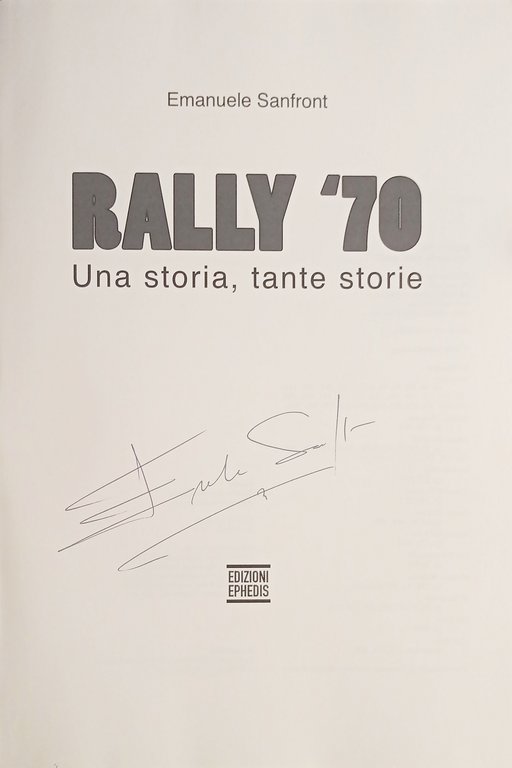 Emanuele Sanfront
RALLY '70
Una storia, tante storie
EDIZIONI
EPHEDIS